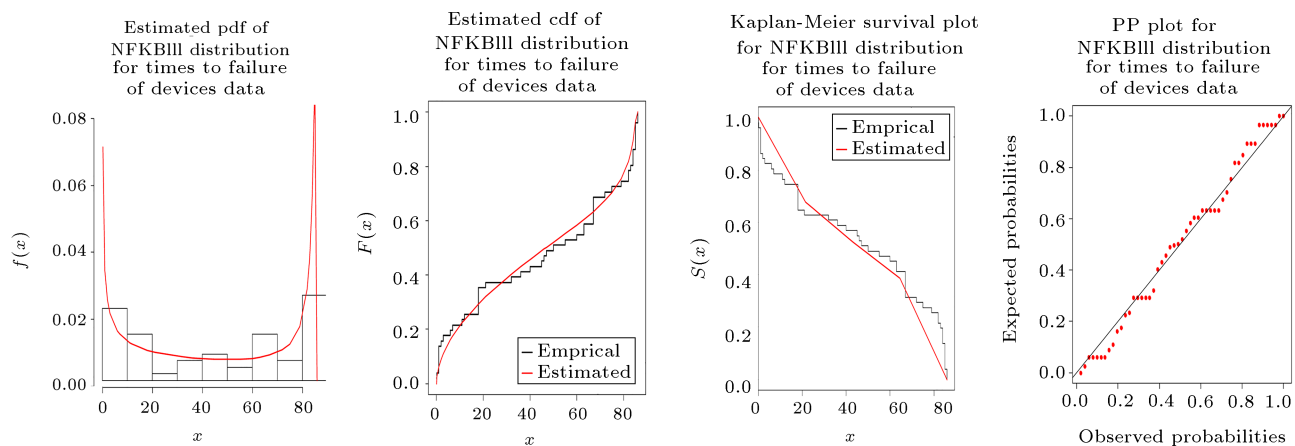 Estimated pdf of
NFKBlll distribution
for times to failure
of devices data
0.08
0.06
0.04
0.02
0.00
f(x)
0
20
40
60
80
x
Estimated cdf of
NFKBlll distribution
for times to failure
of devices data
1.0
0.8
0.6
0.4
0.2
0.0
F(x)
Emprical
Estimated
0
20
40
60
80
x
Kaplan-Meier survival plot
for NFKBlll distribution
for times to failure
of devices data
1.0
0.8
0.6
0.4
0.2
0.0
S(x)
Emprical
Estimated
0
20
40
60
80
x
PP plot for
NFKBlll distribution
for times to failure
of devices data
1.0
0.8
0.6
0.4
0.2
0.0
Expected probabilities
0.0
0.2
0.4
0.6
0.8
1.0
Observed probabilities